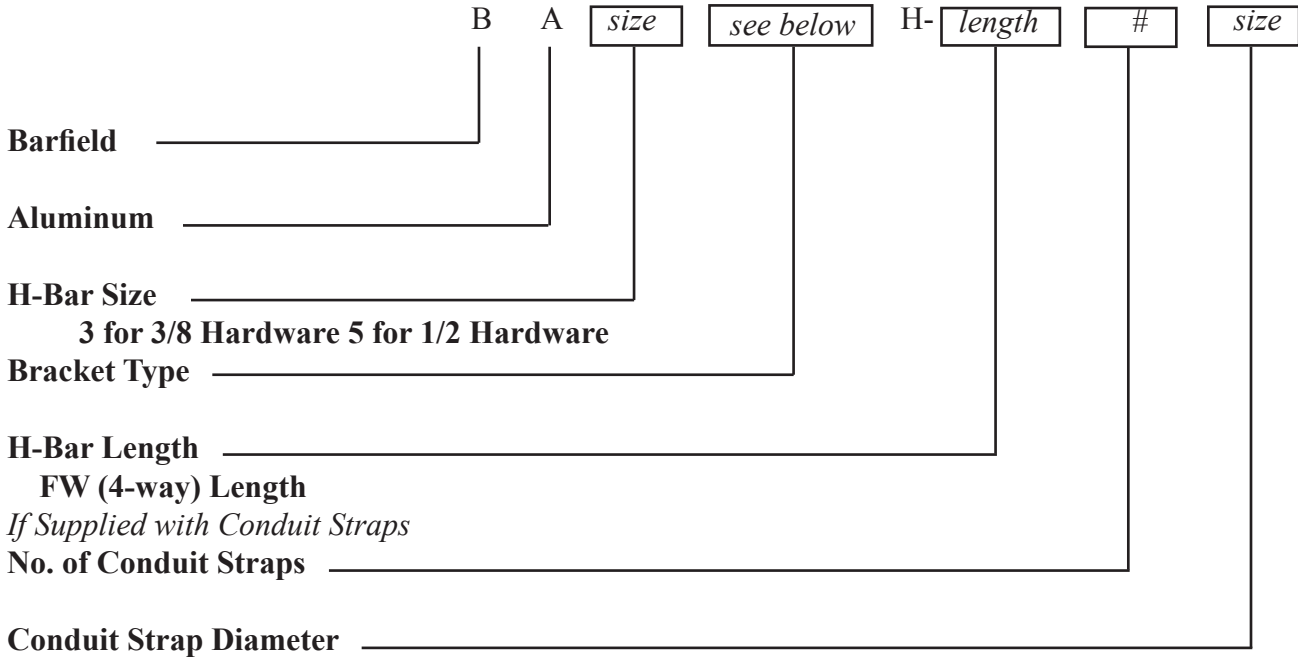 B A size see below H- length # size
Barfield
Aluminum
H-Bar Size
3 for 3/8 Hardware 5 for 1/2 Hardware
Bracket Type
H-Bar Length
FW (4-way) Length
If Supplied with Conduit Straps
No. of Conduit Straps
Conduit Strap Diameter